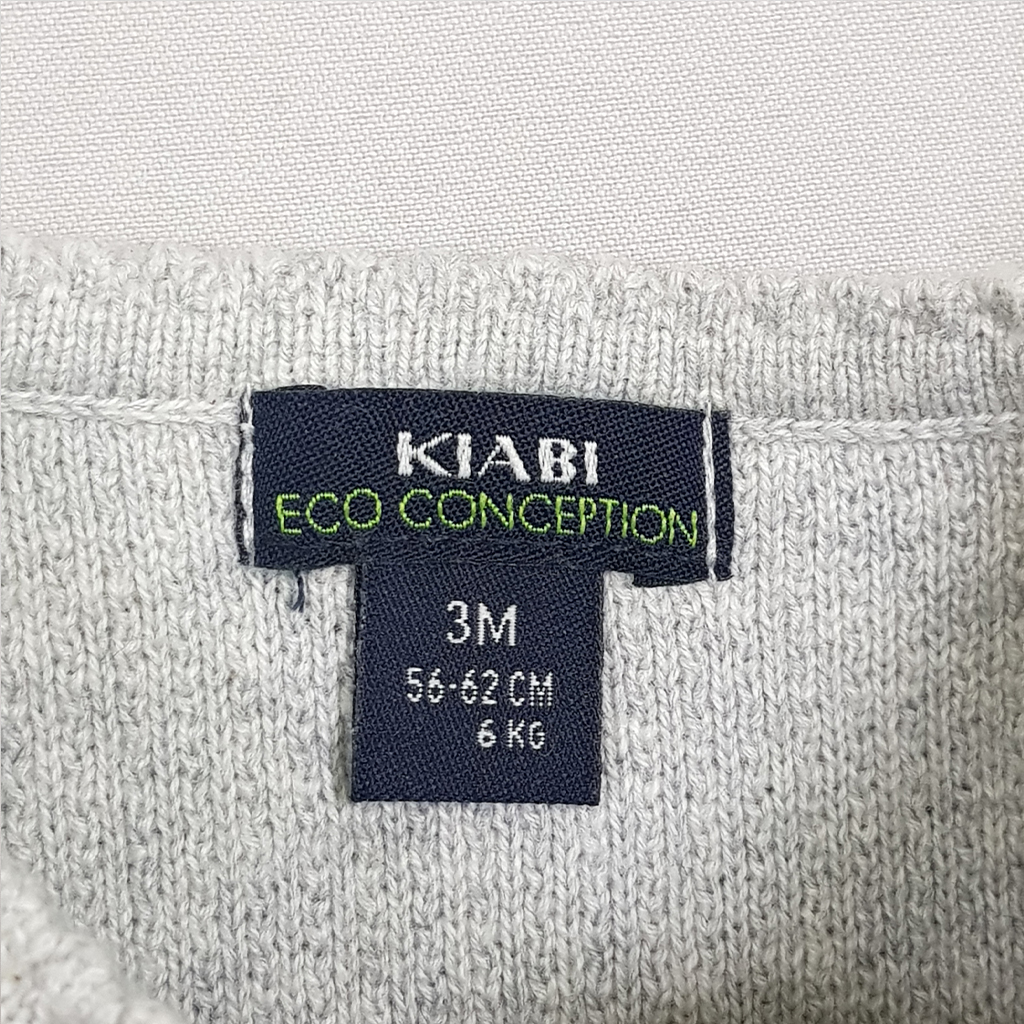 KIABI
ECO CONCEPTION
3M
56-62 CM
6 KG